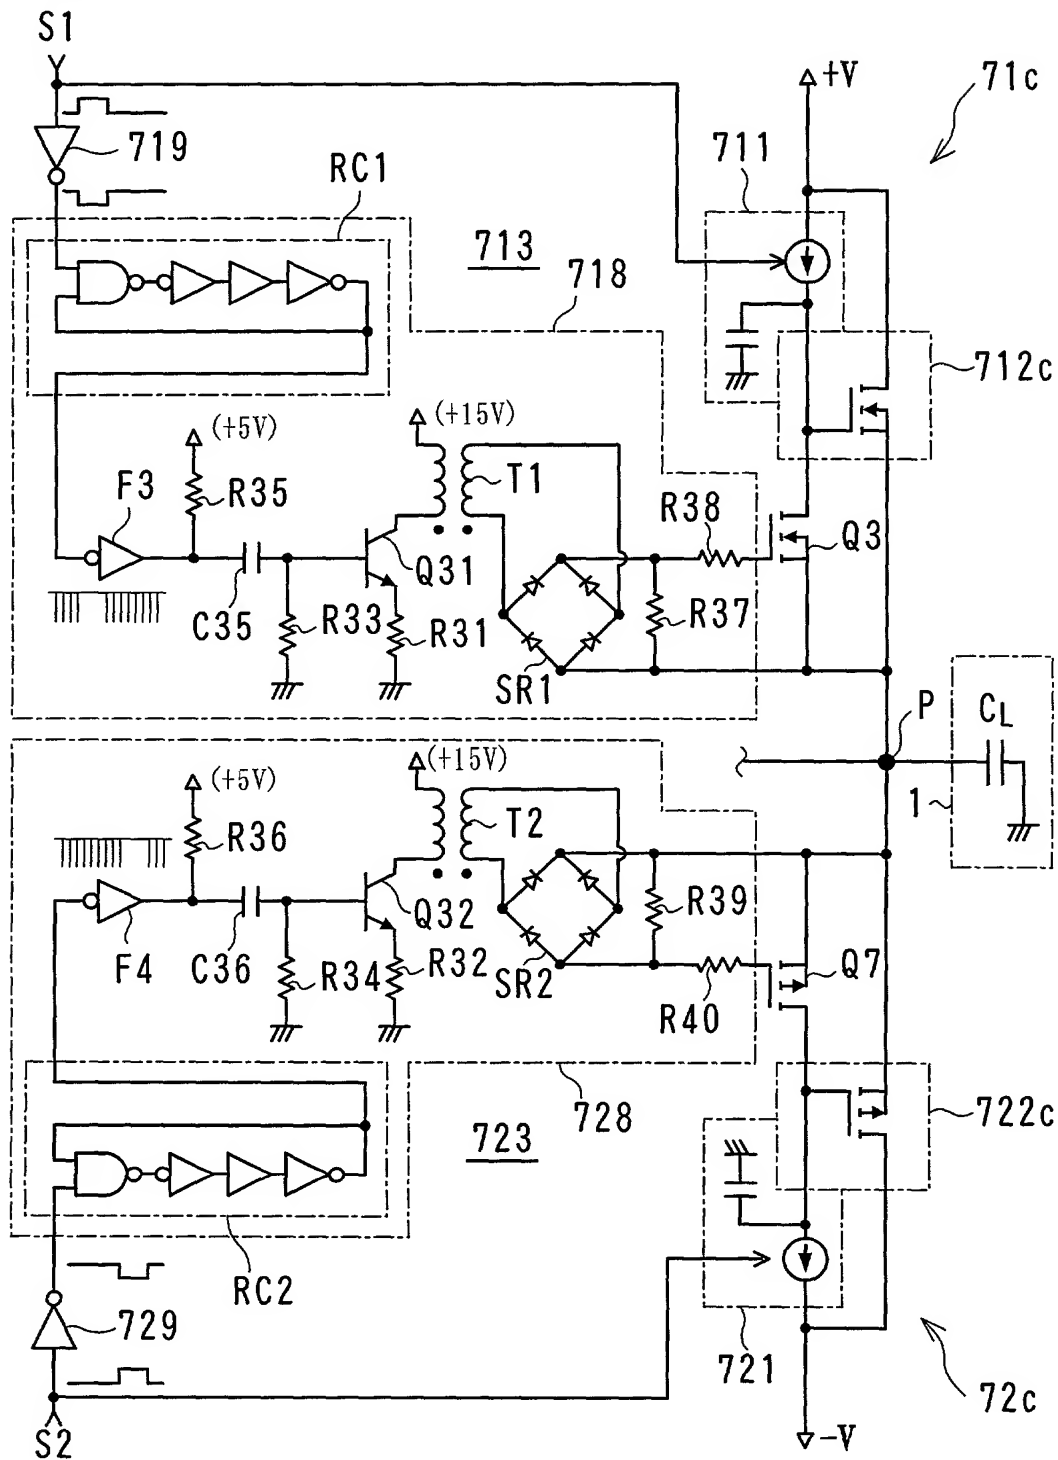 S1
+V
71c
719
711
RC1
713
718
712c
(+5V)
(+15V)
F3
R35
T1
R38
Q3
Q31
C35
R33
R31
R37
SR1
P
CL
(+15V)
(+5V)
1
R36
T2
Q32
R39
F4
C36
R34
R32
SR2
Q7
R40
728
722c
723
RC2
729
721
72c
S2
-V